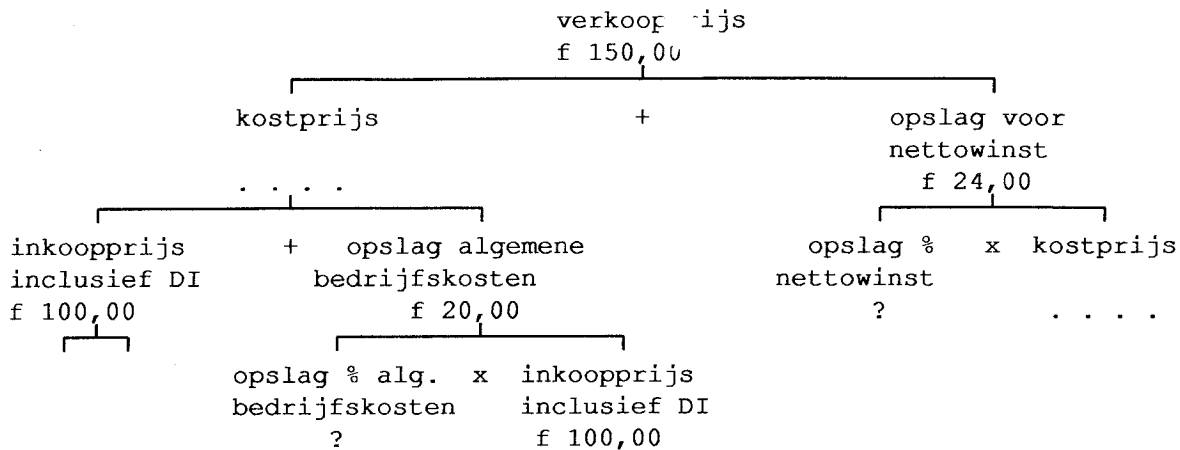 verkoop ijs
f 150,00
kostprijs + opslag voor
nettowinst
. . . . f 24,00
inkoopprijs + opslag algemene opslag % x kostprijs
inclusief DI bedrijfskosten nettowinst
f 100,00 f 20,00 ? . . . .
opslag % alg. x inkoopprijs
bedrijfskosten inclusief DI
? f 100,00